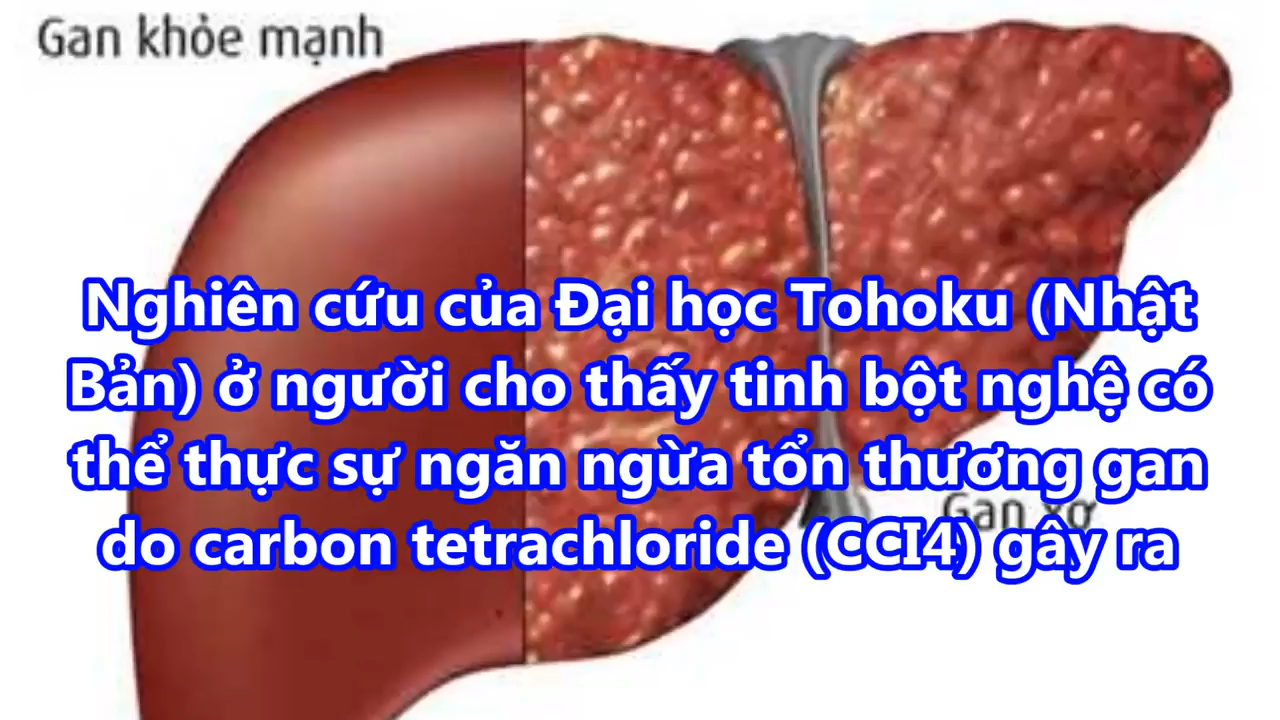 Gan khỏe mạnh
Nghiên cứu của Đại học Tohoku (Nhật
Bản) ở người cho thấy tinh bột nghệ có
thể thực sự ngăn ngừa tổn thương gan
Gan xơ
do carbon tetrachloride (CCI4) gây ra